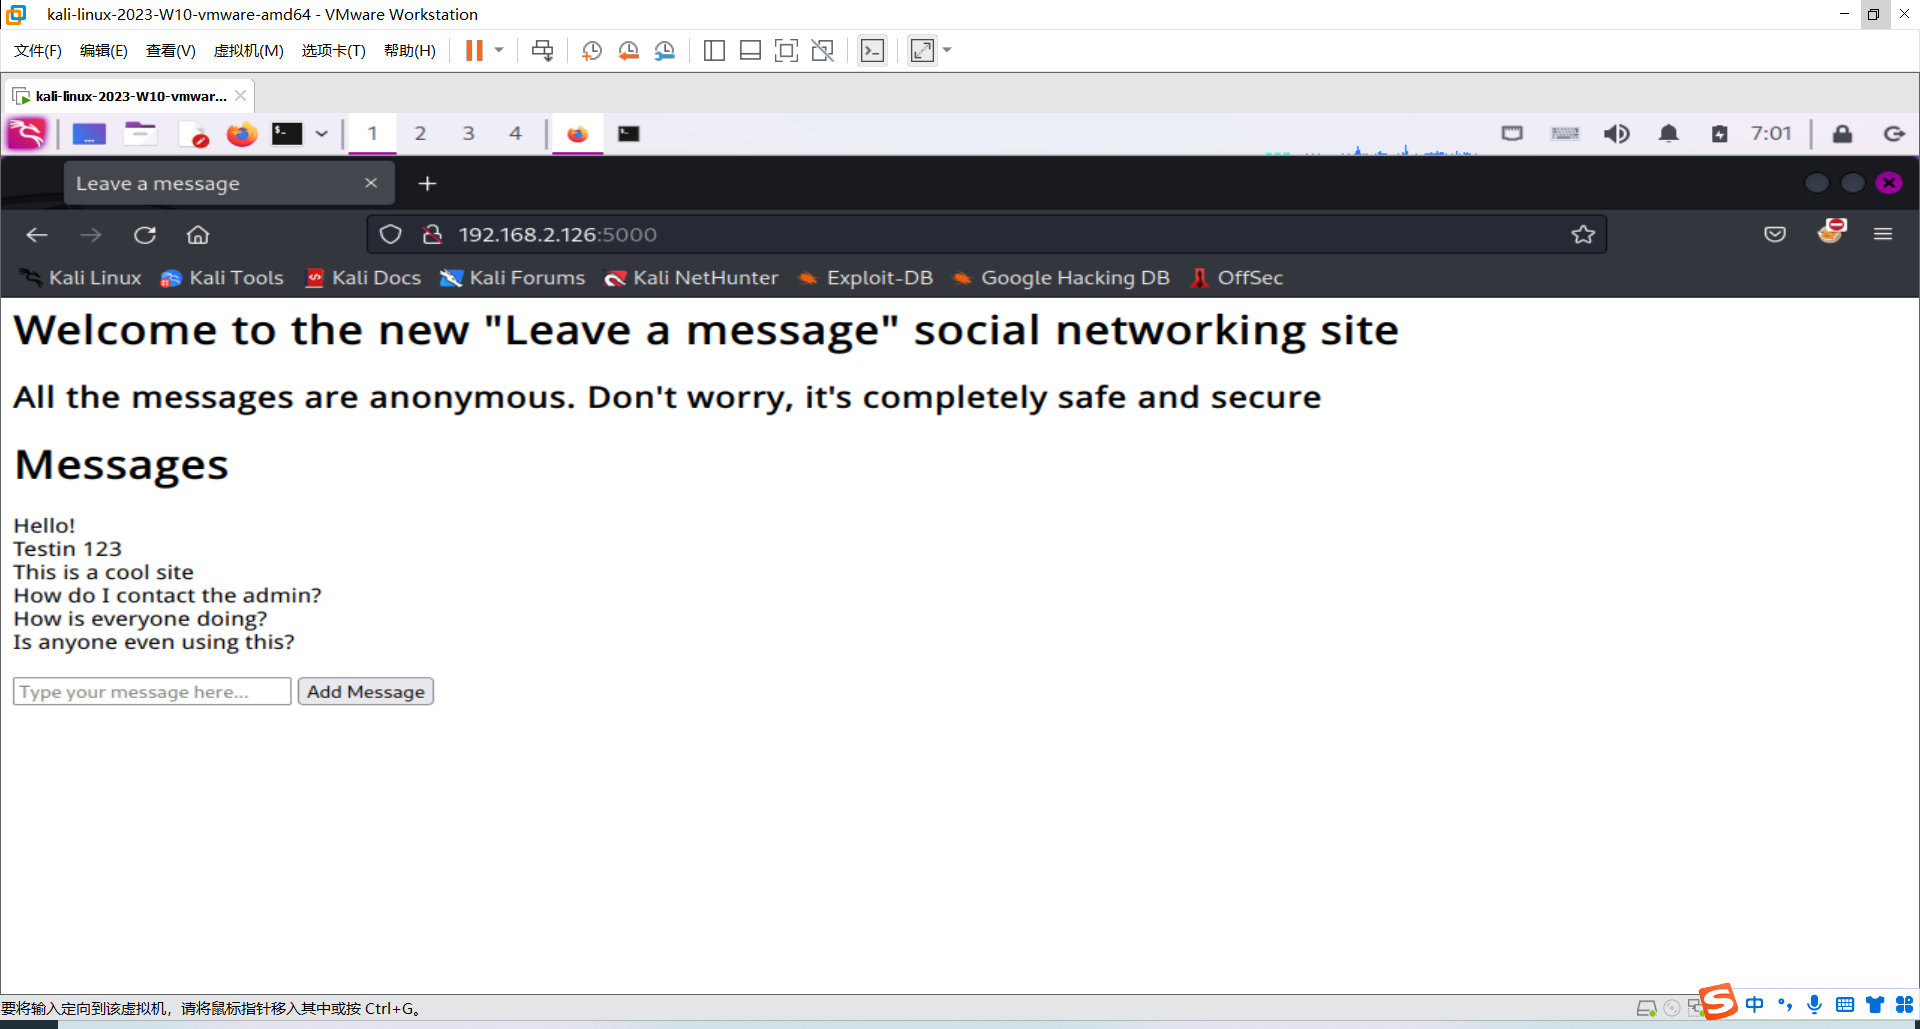 kali-linux-2023-W10-vmware-amd64 - VMware Workstation
文件(F) 编辑(E) 查看(V) 虚拟机(M) 选项卡(T) 帮助(H)
kali-linux-2023-W10-vmwar...
1 2 3 4 7:01
Leave a message
192.168.2.126:5000
Kali Linux Kali Tools Kali Docs Kali Forums Kali NetHunter Exploit-DB Google Hacking DB OffSec
Welcome to the new "Leave a message" social networking site
All the messages are anonymous. Don't worry, it's completely safe and secure
Messages
Hello!
Testin 123
This is a cool site
How do I contact the admin?
How is everyone doing?
Is anyone even using this?
Type your message here... Add Message
要将输入定向到该虚拟机，请将鼠标指针移入其中或按 Ctrl+G。
中